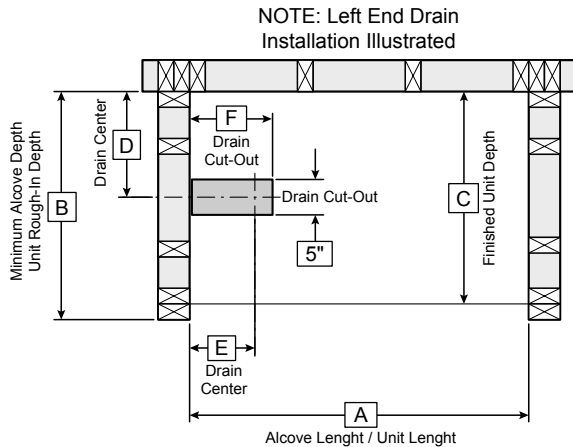 NOTE: Left End Drain
Installation Illustrated
F
Drain
Cut-Out
D
Drain Center
B
Minimum Alcove Depth
Unit Rough-In Depth
Drain Cut-Out
5"
C
Finished Unit Depth
E
Drain
Center
A
Alcove Lenght / Unit Lenght